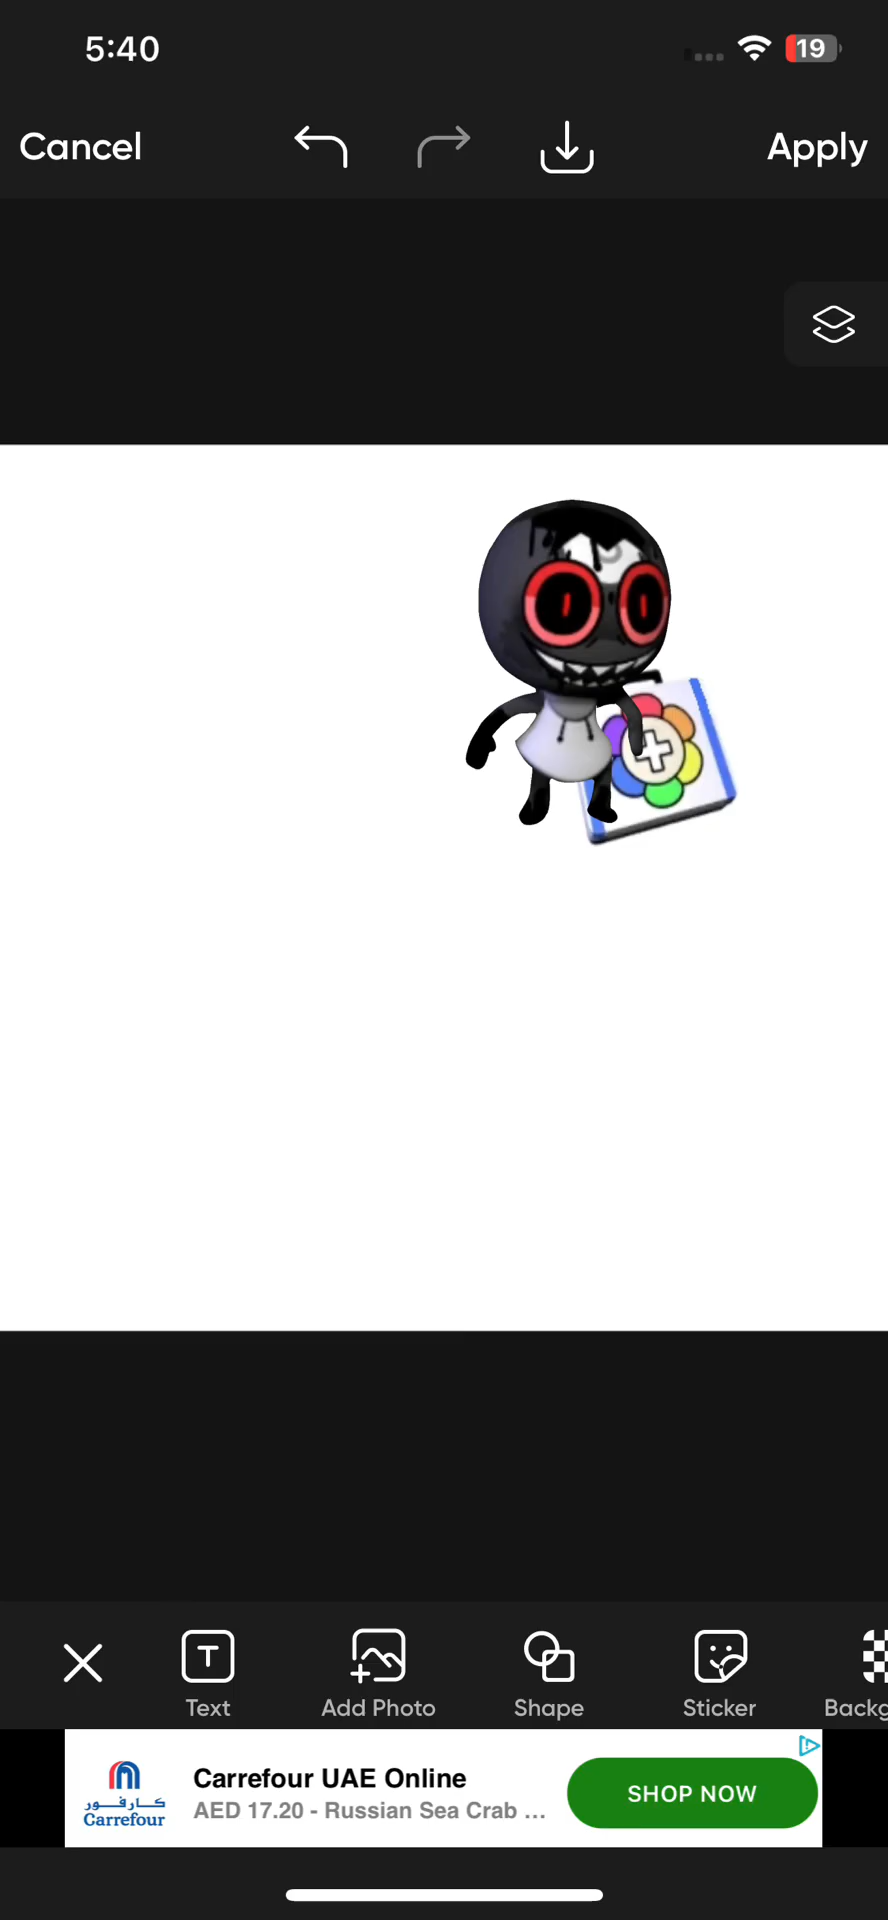 5:40
19
Cancel
Apply
Text
Add Photo
Shape
Sticker
Backg
Carrefour UAE Online
AED 17.20 - Russian Sea Crab ...
SHOP NOW
كارفور
Carrefour